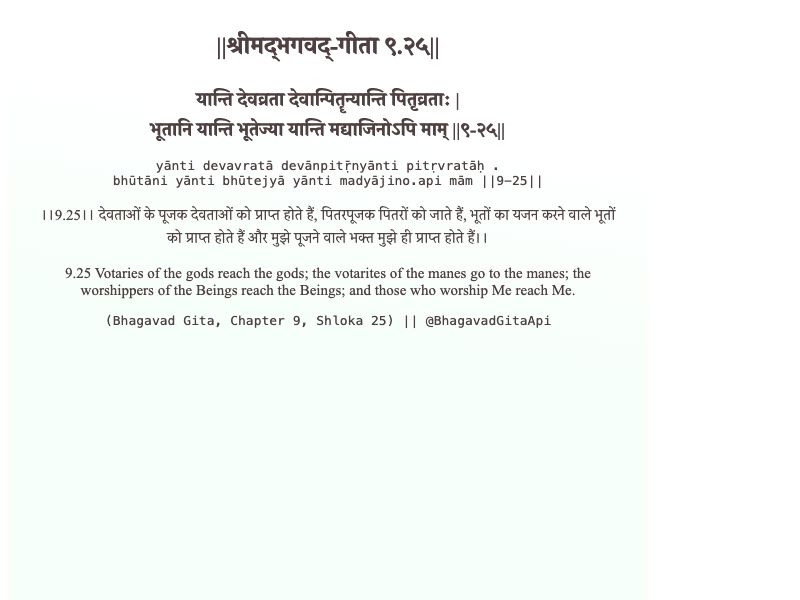 ||श्रीमद्‍भगवद्‍-गीता ९.२५||
यान्ति देवव्रता देवान्पितॄन्यान्ति पितृव्रताः |
भूतानि यान्ति भूतेज्या यान्ति मद्याजिनोऽपि माम् ||९-२५||
yānti devavratā devānpitṝnyānti pitṛvratāḥ .
bhūtāni yānti bhūtejyā yānti madyājino.api mām ||9-25||
।।9.25।। देवताओं के पूजक देवताओं को प्राप्त होते हैं, पितरपूजक पितरों को जाते हैं, भूतों का यजन करने वाले भूतों
को प्राप्त होते हैं और मुझे पूजने वाले भक्त मुझे ही प्राप्त होते हैं।।
9.25 Votaries of the gods reach the gods; the votarites of the manes go to the manes; the
worshippers of the Beings reach the Beings; and those who worship Me reach Me.
(Bhagavad Gita, Chapter 9, Shloka 25) || @BhagavadGitaApi